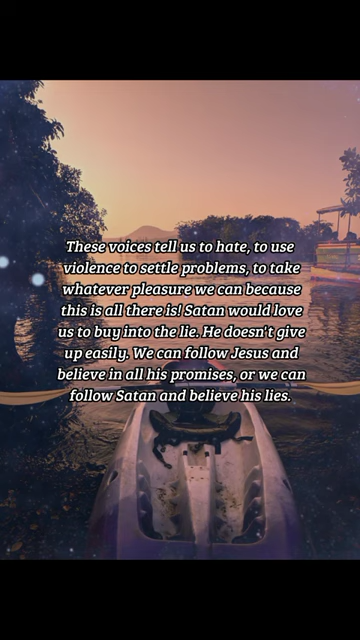 These voices tell us to hate, to use
violence to settle problems, to take
whatever pleasure we can because
this is all there is! Satan would love
us to buy into the lie. He doesn't give
up easily. We can follow Jesus and
believe in all his promises, or we can
follow Satan and believe his lies.